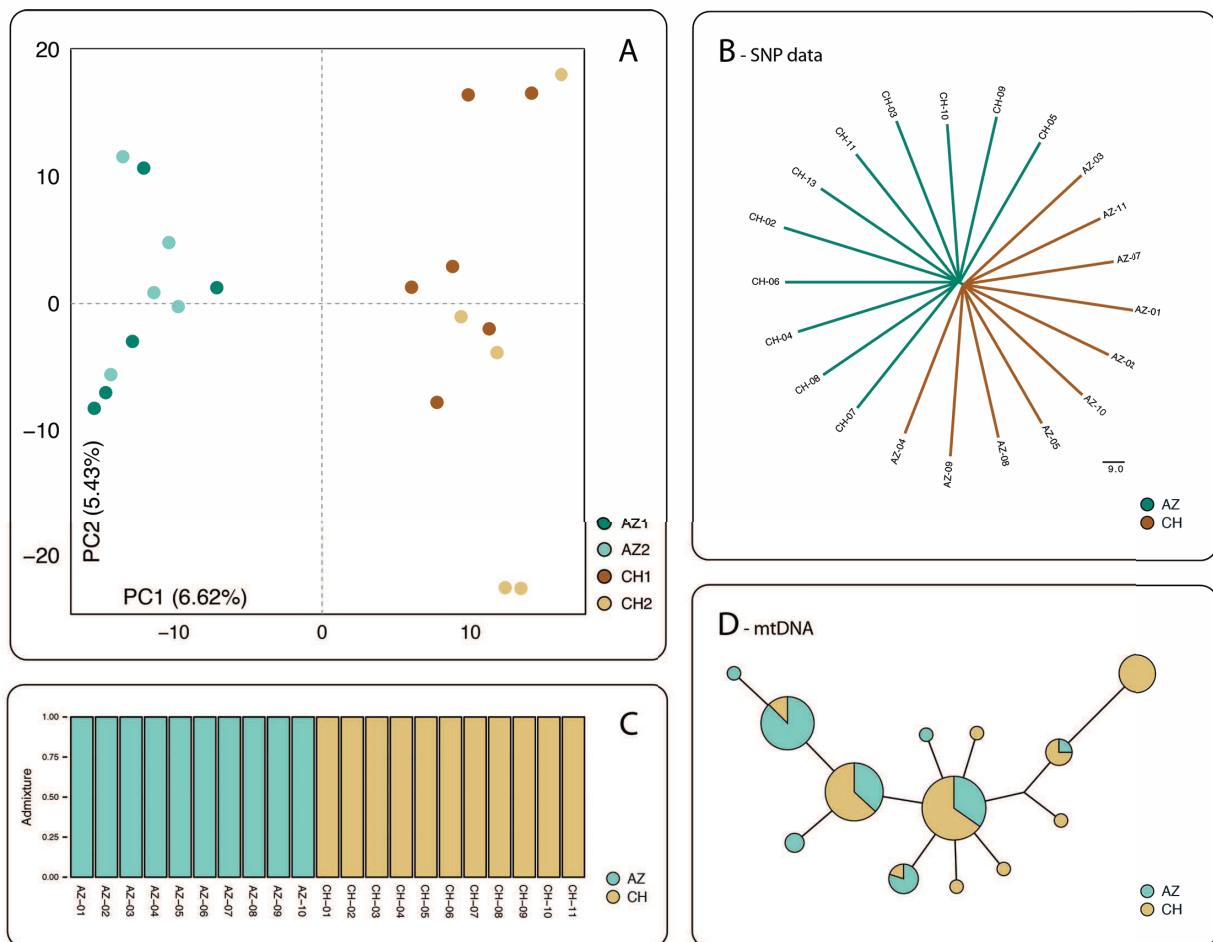 A
20
10
0
−10
−20
PC2 (5.43%)
PC1 (6.62%)
−10
0
10
AZ1
AZ2
CH1
CH2
B - SNP data
CH-03
CH-10
CH-09
CH-05
CH-11
AZ-03
CH-13
AZ-11
CH-02
AZ-07
CH-06
AZ-01
CH-04
CH-08
AZ-10
CH-07
AZ-05
AZ-04
AZ-09
AZ-08
9.0
AZ
CH
C
Admixture
1.00
0.75
0.50
0.25
0.00
AZ−01
AZ−02
AZ−03
AZ−04
AZ−05
AZ−06
AZ−07
AZ−08
AZ−09
AZ−10
CH−01
CH−02
CH−03
CH−04
CH−05
CH−06
CH−07
CH−08
CH−09
CH−10
CH−11
AZ
CH
D - mtDNA
AZ
CH